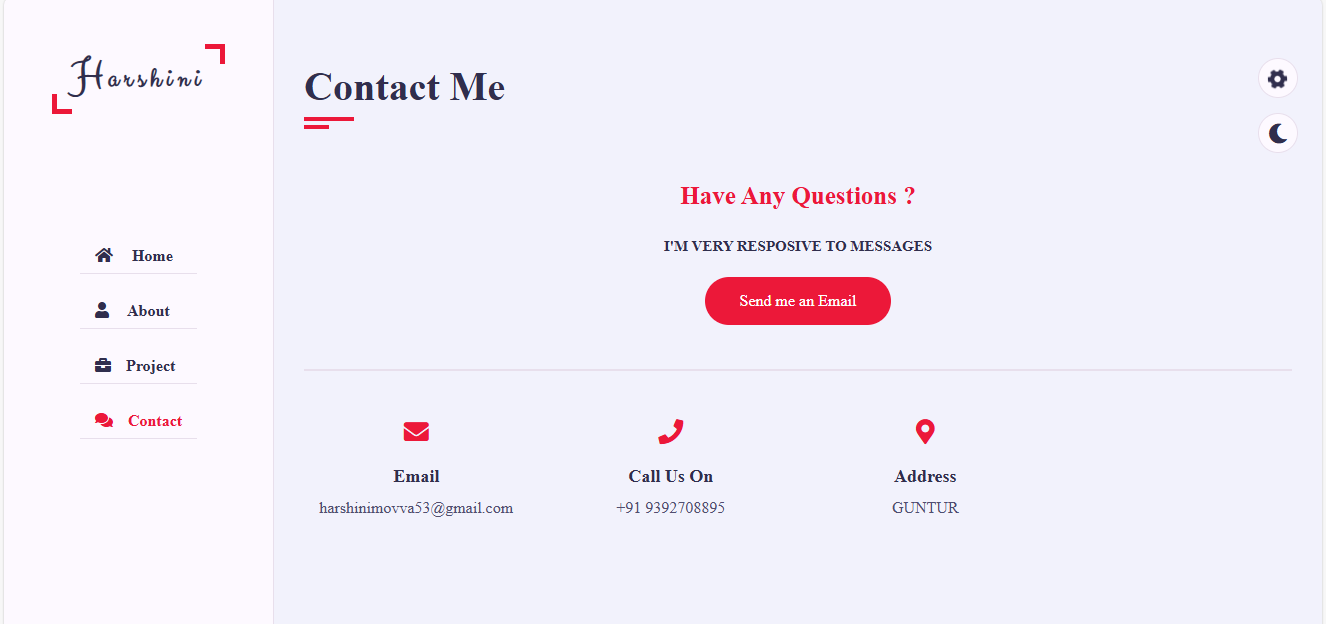 Harshini
Home
About
Project
Contact
Contact Me
Have Any Questions ?
I'M VERY RESPOSIVE TO MESSAGES
Send me an Email
Email
harshinimovva53@gmail.com
Call Us On
+91 9392708895
Address
GUNTUR